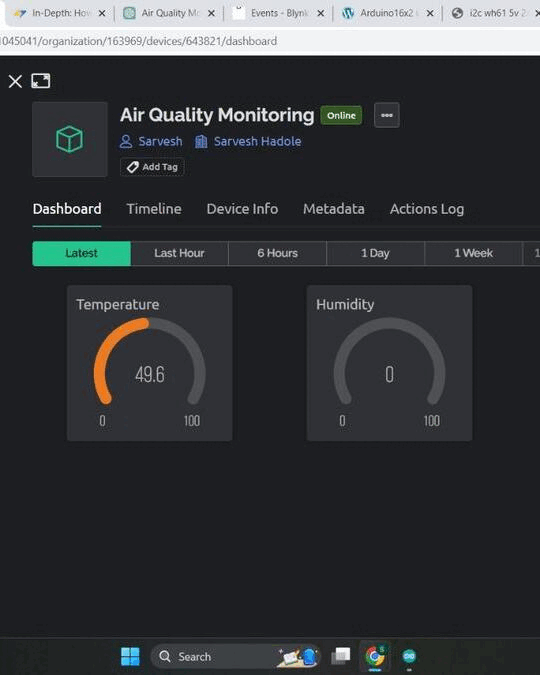 In-Depth: How
Air Quality Mo
Events - Blynk
Arduino16x2
i2c wh61 5v 2
1045041/organization/163969/devices/643821/dashboard
Air Quality Monitoring Online
Sarvesh Sarvesh Hadole
Add Tag
Dashboard Timeline Device Info Metadata Actions Log
Latest Last Hour 6 Hours 1 Day 1 Week 1
Temperature Humidity
49.6 0
0 100 0 100
Search